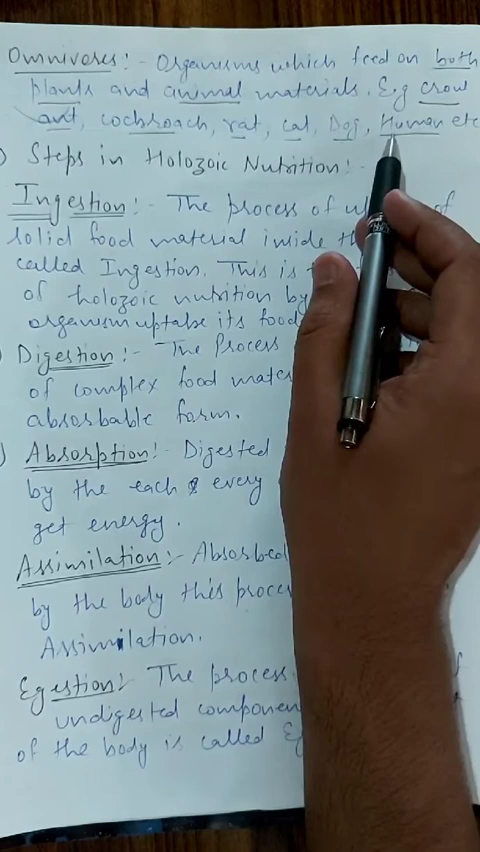 Omnivores:- Organisms which feed on both
plants and animal materials. E.g crow
ant, cockroach, rat, cat, Dog, Human etc
) Steps in Holozoic Nutrition:-
Ingestion:- The process of of
solid food material inside
called Ingestion. This is
of holozoic nutrition by
organism uptake its food
) Digestion:- The Process
of complex food
absorbable form.
) Absorption:- Digested
by the each & every
get energy.
Assimilation:- Absorbed
by the body this
Assimilation.
Egestion:- The process
undigested
of the body is called